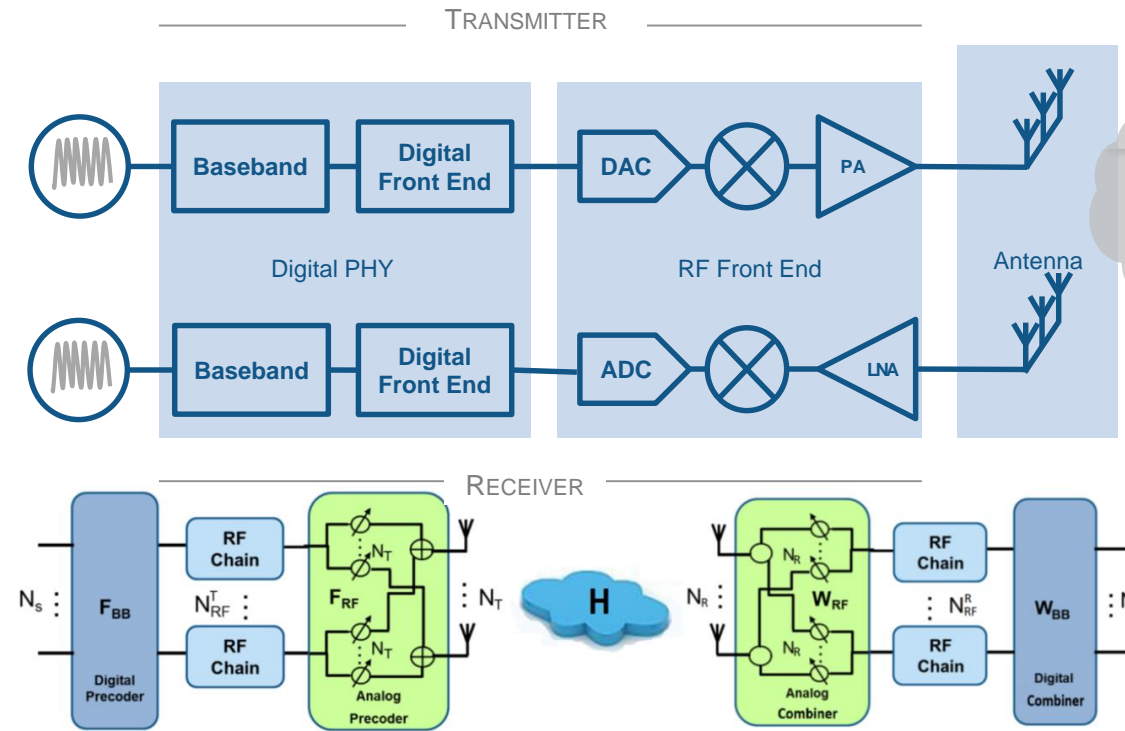 TRANSMITTER
Baseband
Digital
Front End
DAC
PA
Digital PHY
RF Front End
Antenna
Baseband
Digital
Front End
ADC
LNA
RECEIVER
N_s
F_BB
Digital
Precoder
RF
Chain
N_RF^T
RF
Chain
N_T
F_RF
N_T
Analog
Precoder
N_T
H
N_R
N_R
W_RF
N_R
Analog
Combiner
RF
Chain
N_RF^R
RF
Chain
W_BB
Digital
Combiner